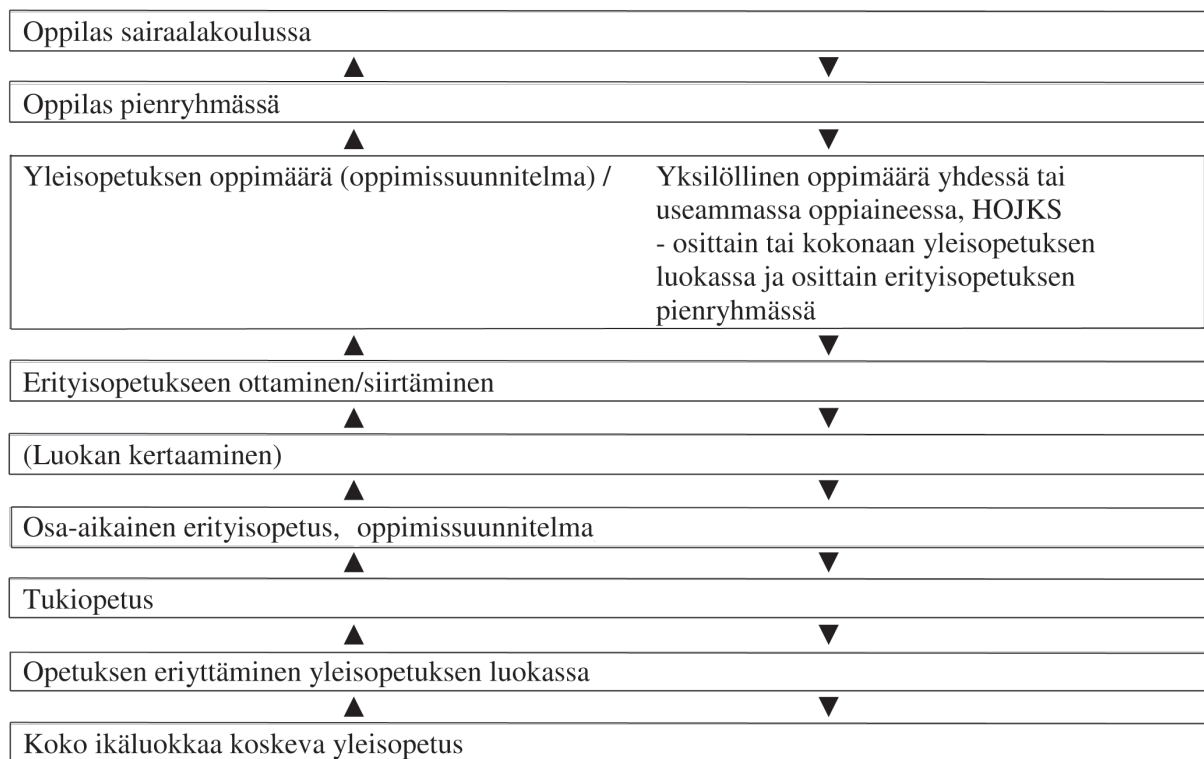 Oppilas sairaalakoulussa
▲ ▼
Oppilas pienryhmässä
▲ ▼
Yleisopetuksen oppimäärä (oppimissuunnitelma) /
Yksilöllinen oppimäärä yhdessä tai
useammassa oppiaineessa, HOJKS
- osittain tai kokonaan yleisopetuksen
luokassa ja osittain erityisopetuksen
pienryhmässä
▲ ▼
Erityisopetukseen ottaminen/siirtäminen
▲ ▼
(Luokan kertaaminen)
▲ ▼
Osa-aikainen erityisopetus, oppimissuunnitelma
▲ ▼
Tukiopetus
▲ ▼
Opetuksen eriyttäminen yleisopetuksen luokassa
▲ ▼
Koko ikäluokkaa koskeva yleisopetus